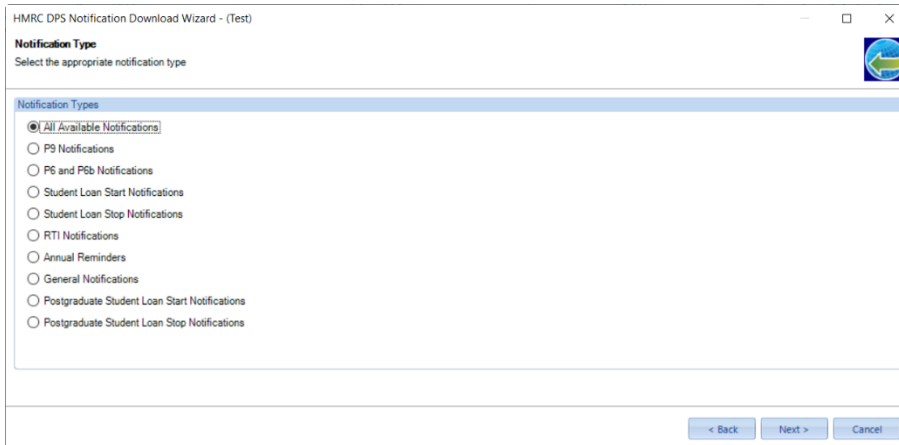 HMRC DPS Notification Download Wizard - (Test)
Notification Type
Select the appropriate notification type
Notification Types
All Available Notifications
P9 Notifications
P6 and P6b Notifications
Student Loan Start Notifications
Student Loan Stop Notifications
RTI Notifications
Annual Reminders
General Notifications
Postgraduate Student Loan Start Notifications
Postgraduate Student Loan Stop Notifications
< Back Next > Cancel